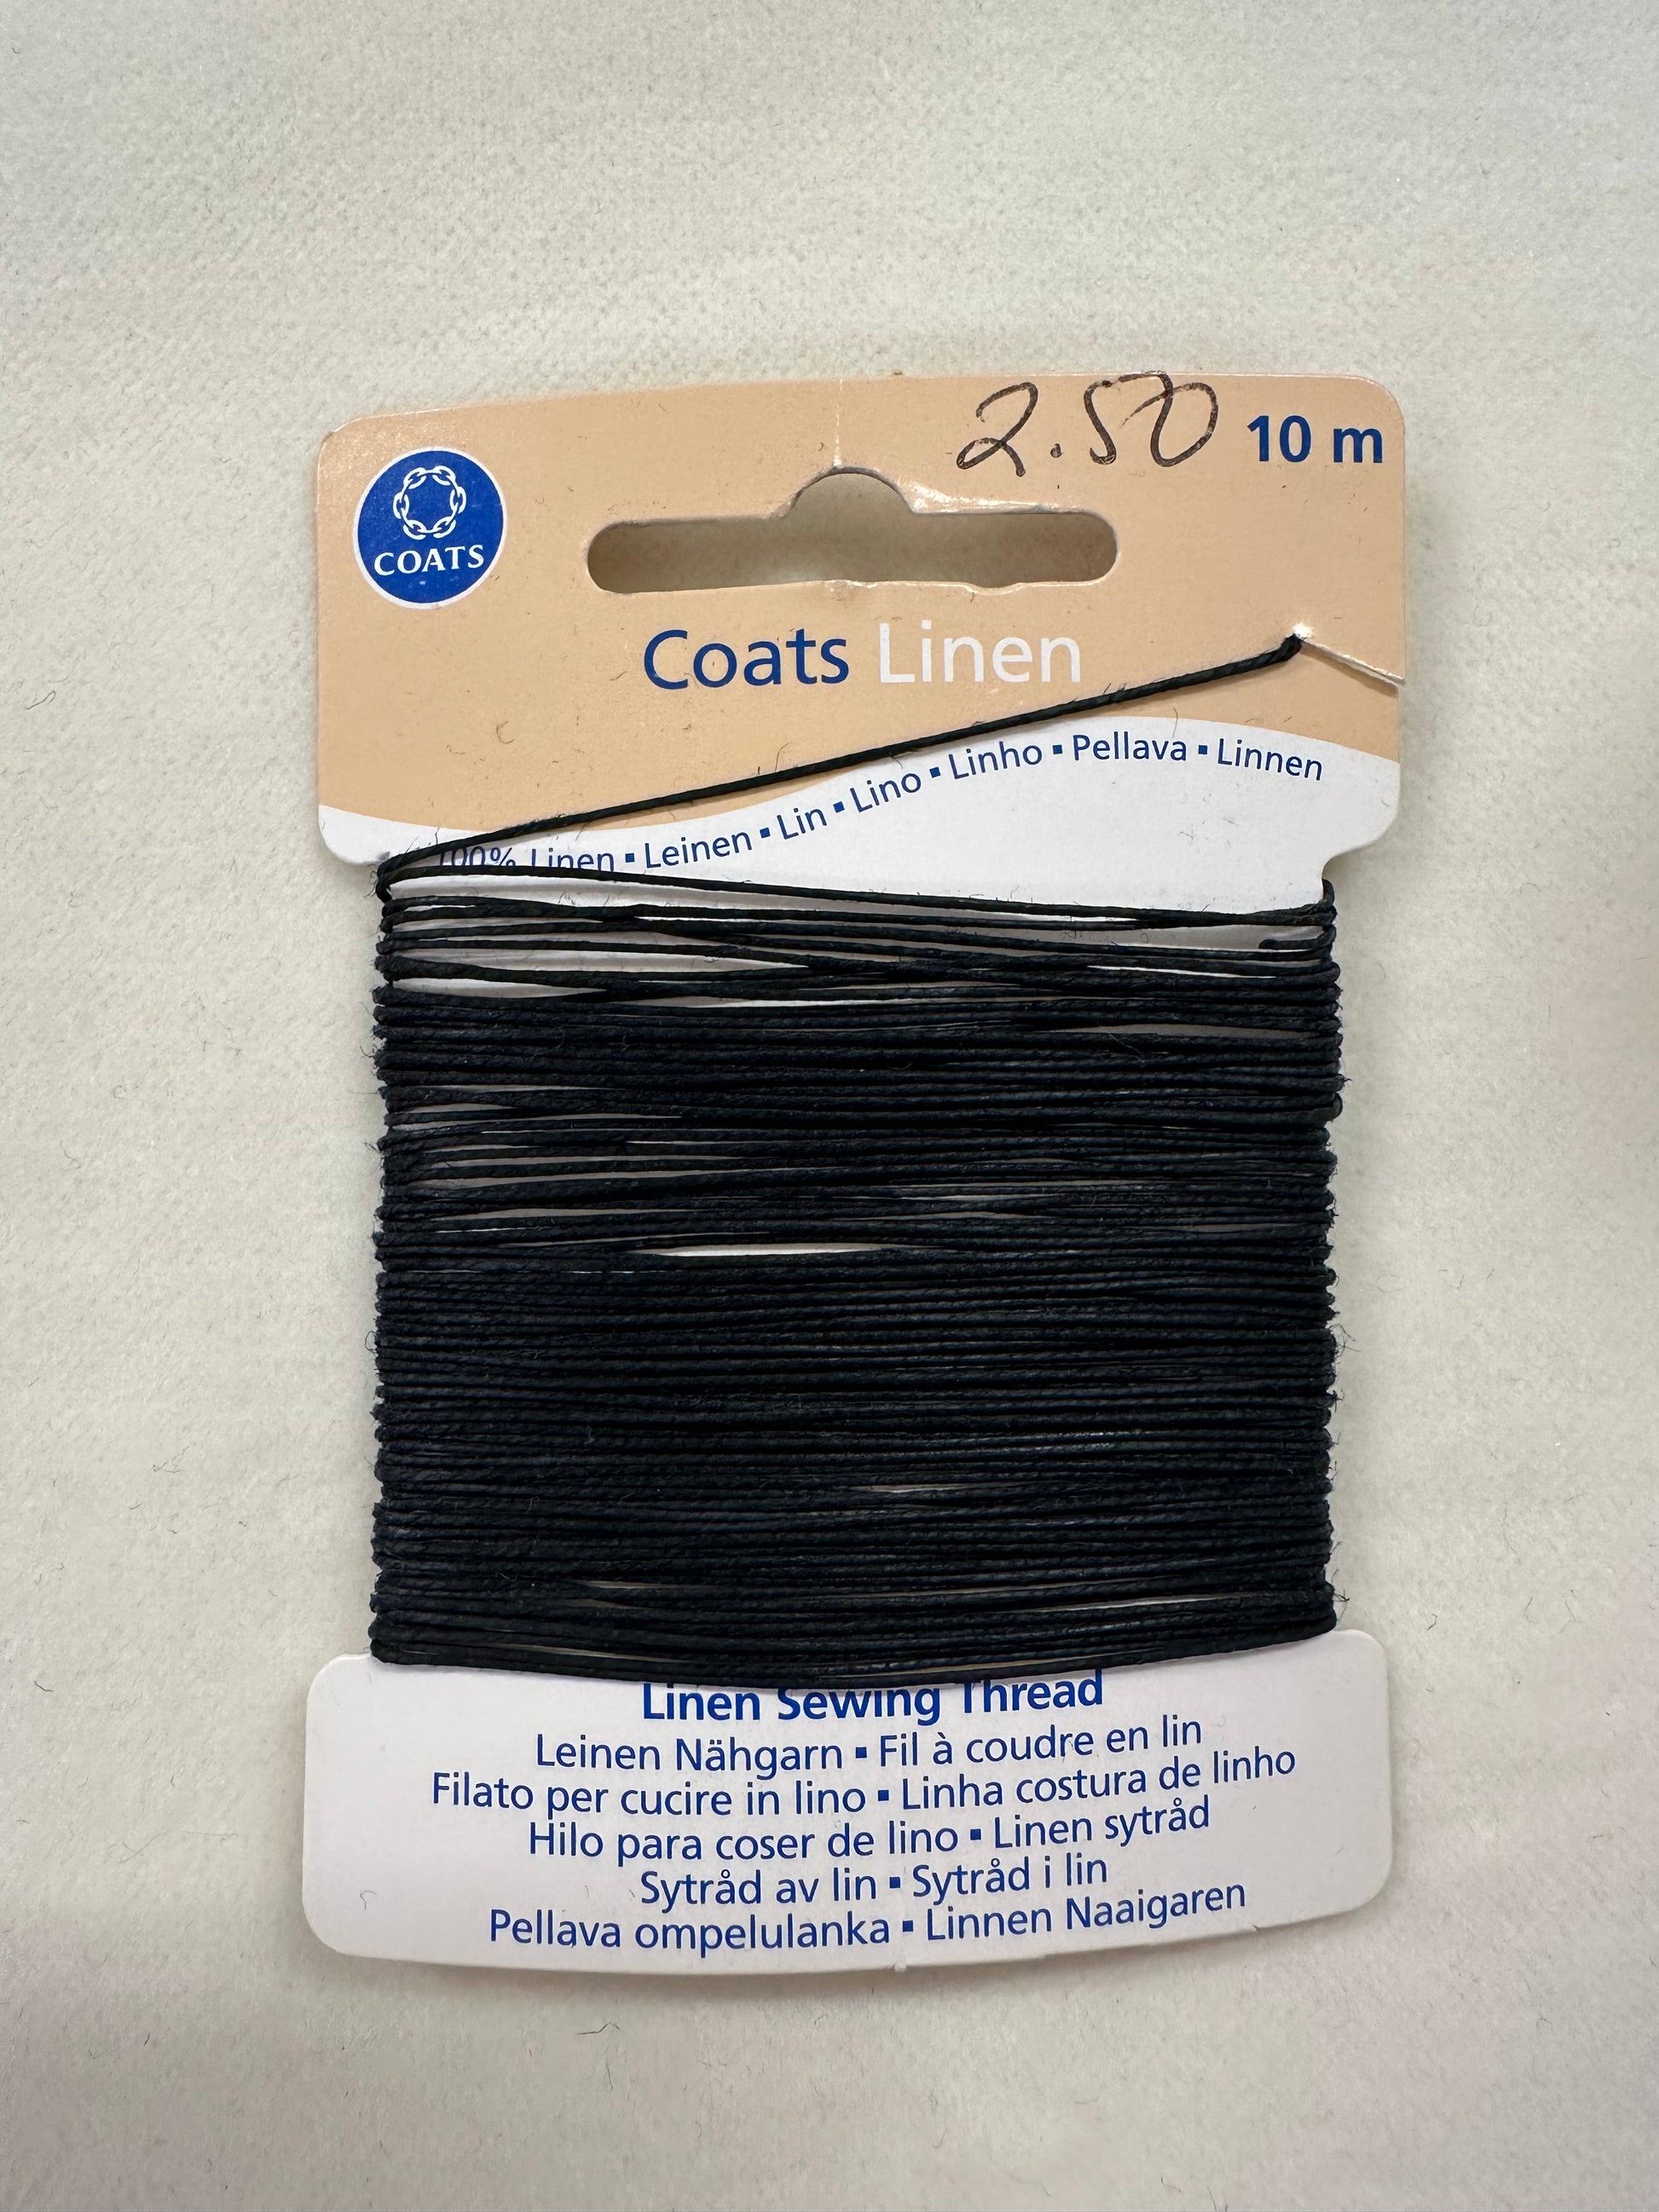 2.50 10 m
COATS
Coats Linen
100% Linen ▪ Leinen ▪ Lin ▪ Lino ▪ Linho ▪ Pellava ▪ Linnen
Linen Sewing Thread
Leinen Nähgarn ▪ Fil à coudre en lin
Filato per cucire in lino ▪ Linha costura de linho
Hilo para coser de lino ▪ Linen sytråd
Sytråd av lin ▪ Sytråd i lin
Pellava ompelulanka ▪ Linnen Naaigaren